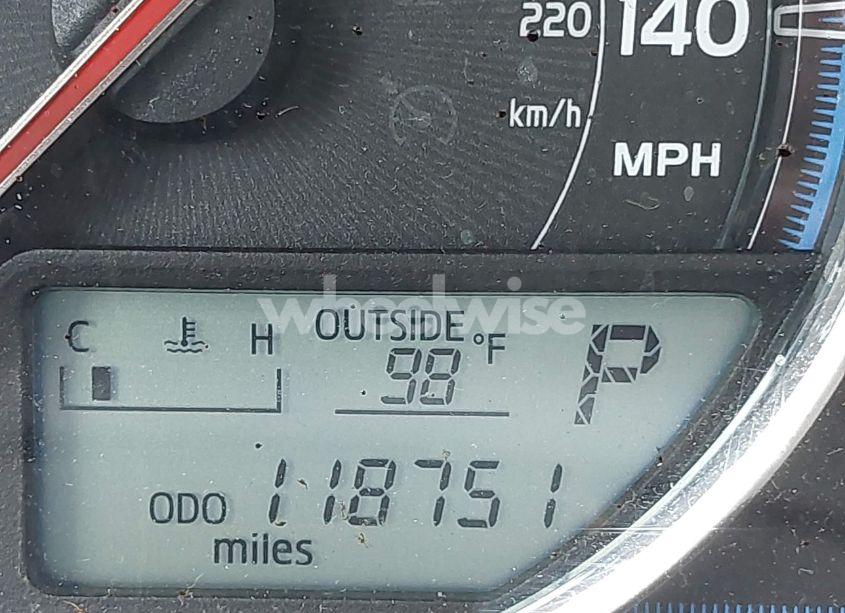 220 140
km/h
MPH
wheelwise
OUTSIDE
C H 98 °F P
ODO 118751
miles